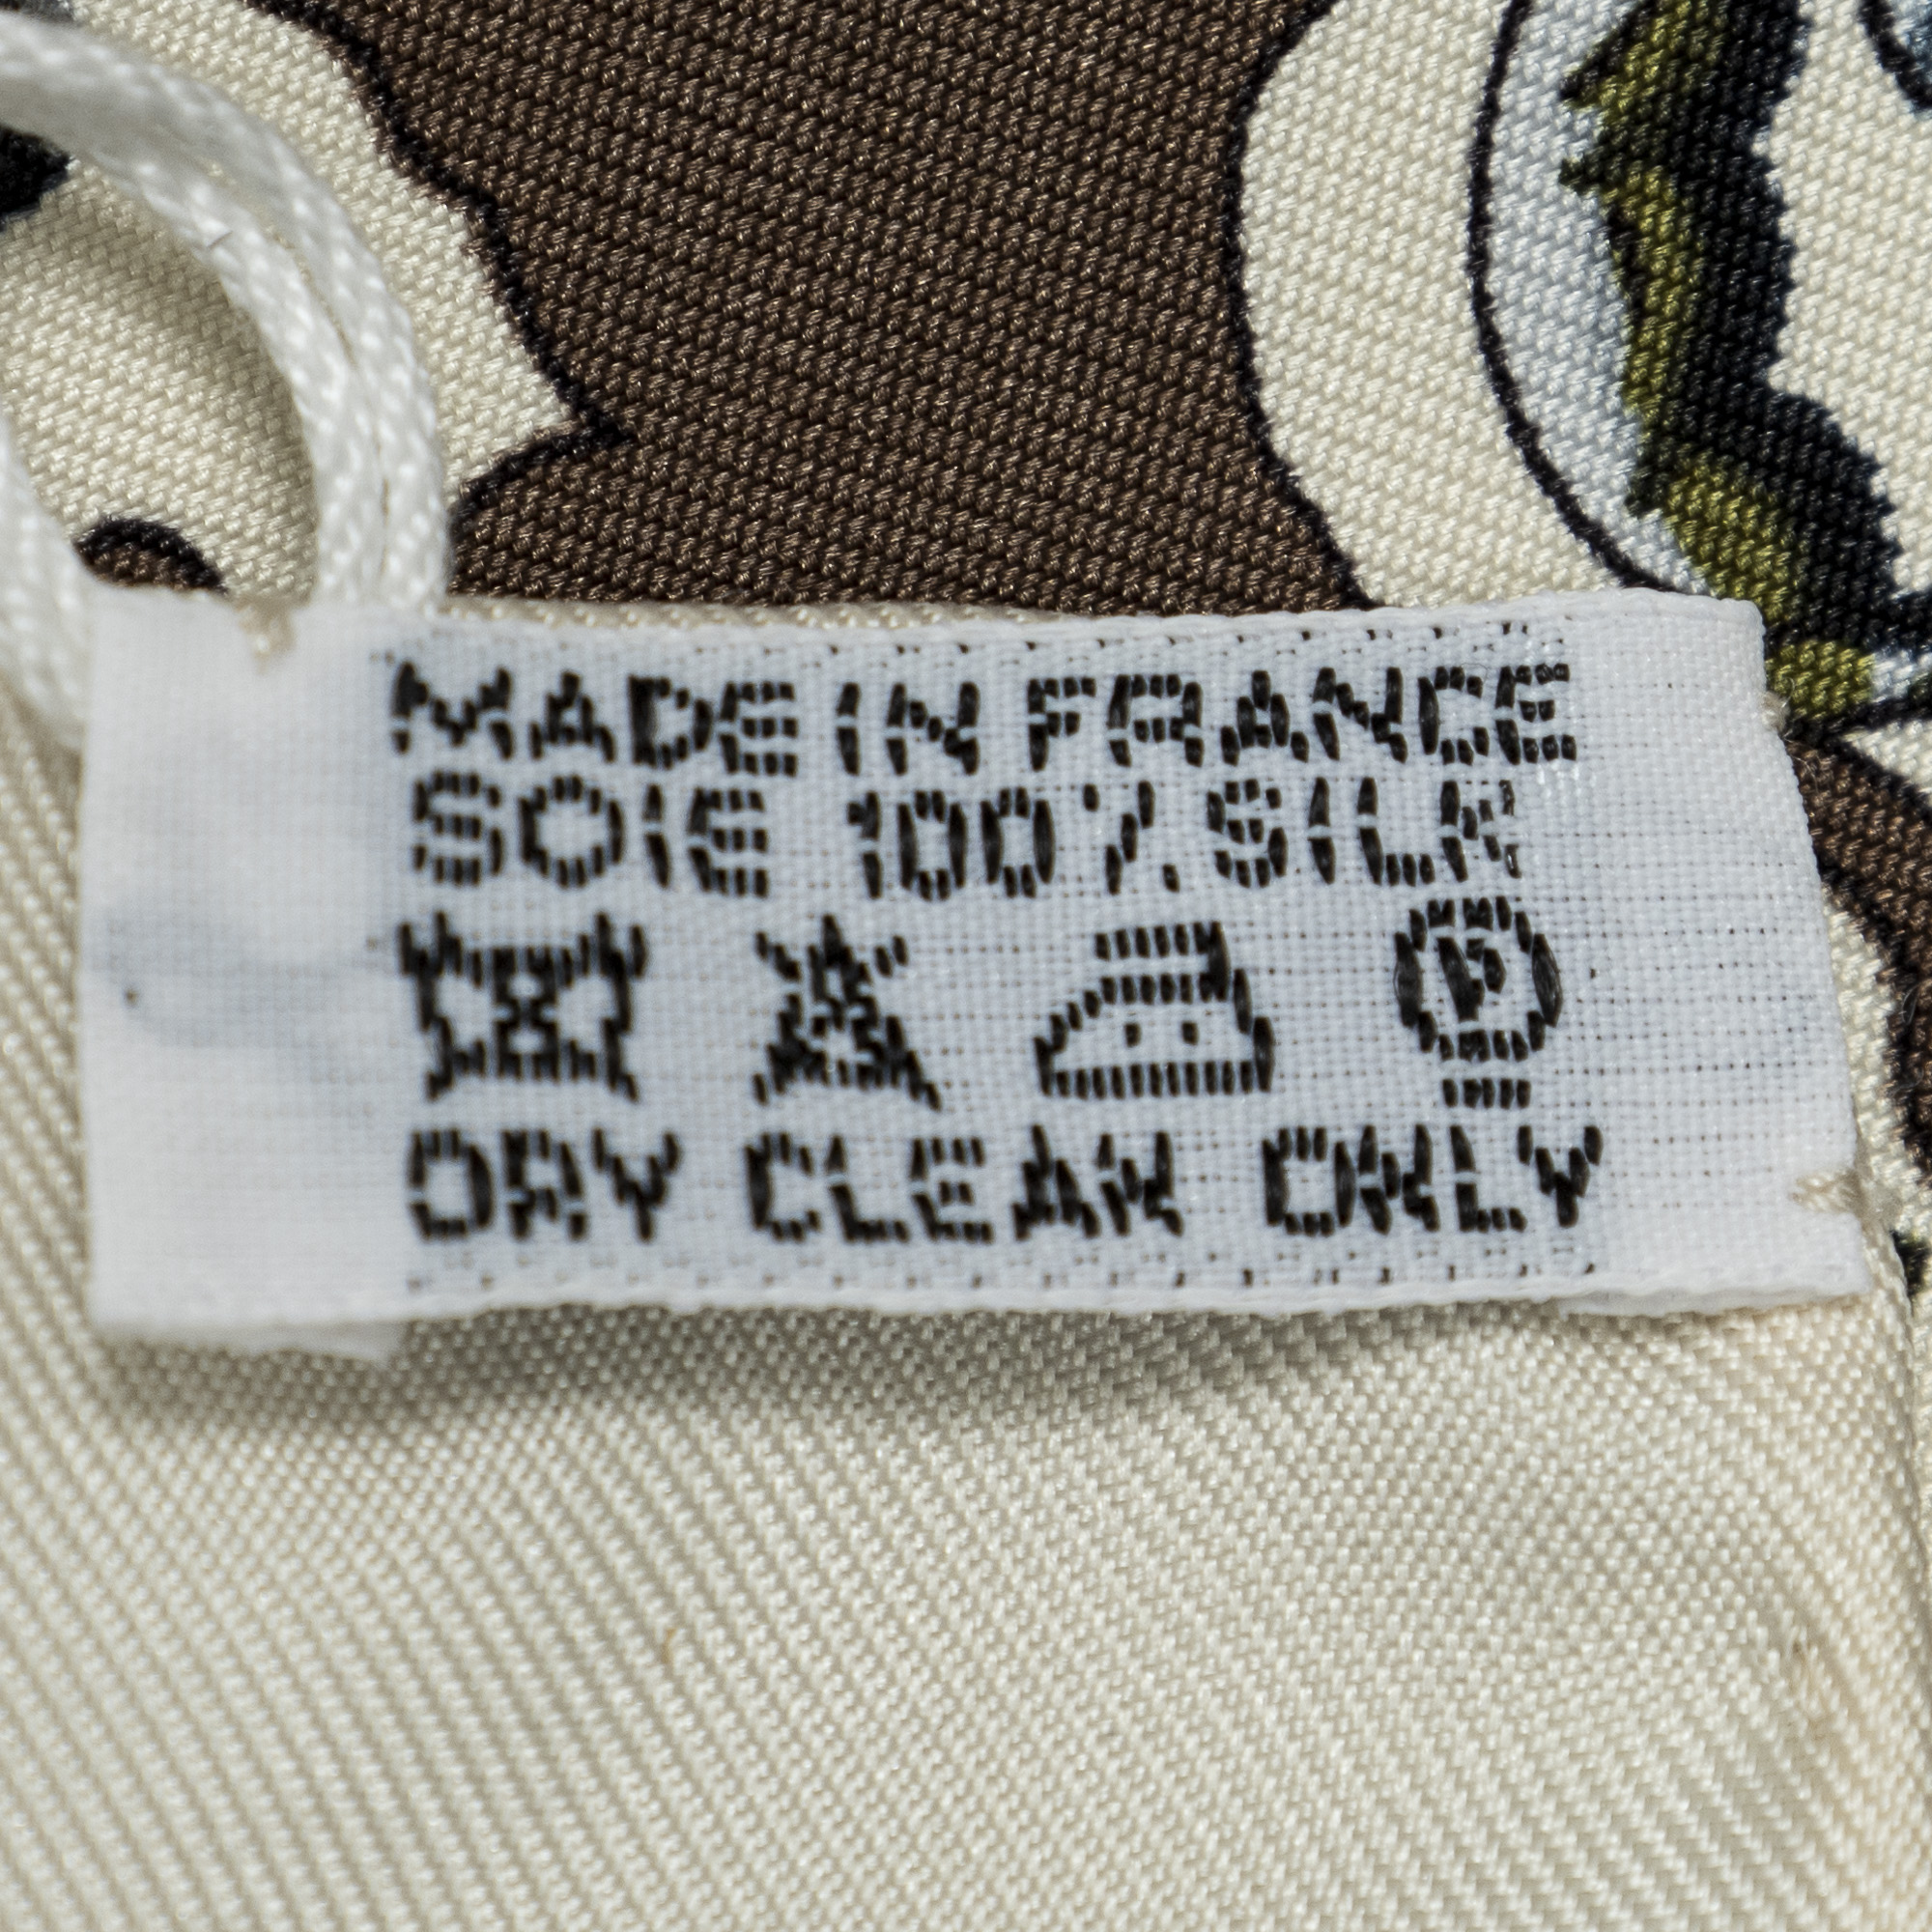 MADE IN FRANCE
SOIE 100% SILK
P
DRY CLEAN ONLY